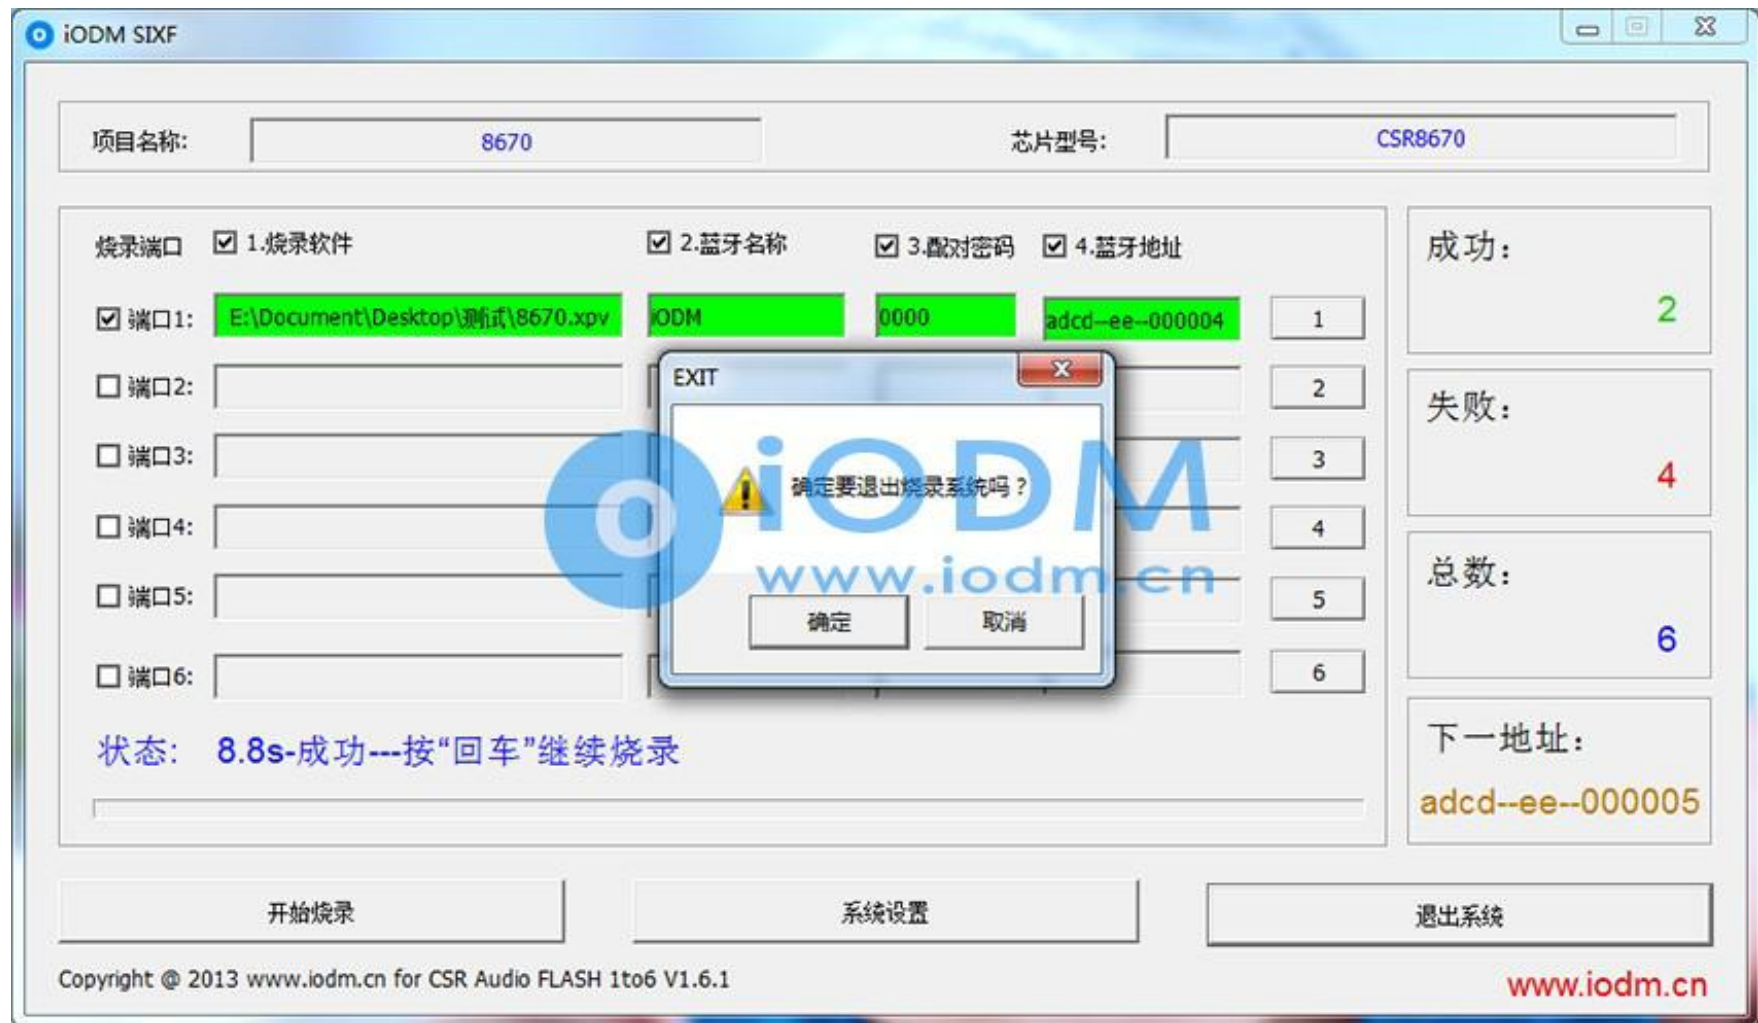 iODM SIXF
项目名称: 8670 芯片型号: CSR8670
烧录端口 1.烧录软件 2.蓝牙名称 3.配对密码 4.蓝牙地址
端口1: E:\Document\Desktop\测试\8670.xpv iODM 0000 adcd--ee--000004 1
端口2: 2
端口3: 3
端口4: 4
端口5: 5
端口6: 6
EXIT
确定要退出烧录系统吗？
确定 取消
iODM
www.iodm.cn
状态: 8.8s-成功---按“回车”继续烧录
成功:
2
失败:
4
总数:
6
下一地址:
adcd--ee--000005
开始烧录 系统设置 退出系统
Copyright @ 2013 www.iodm.cn for CSR Audio FLASH 1to6 V1.6.1
www.iodm.cn